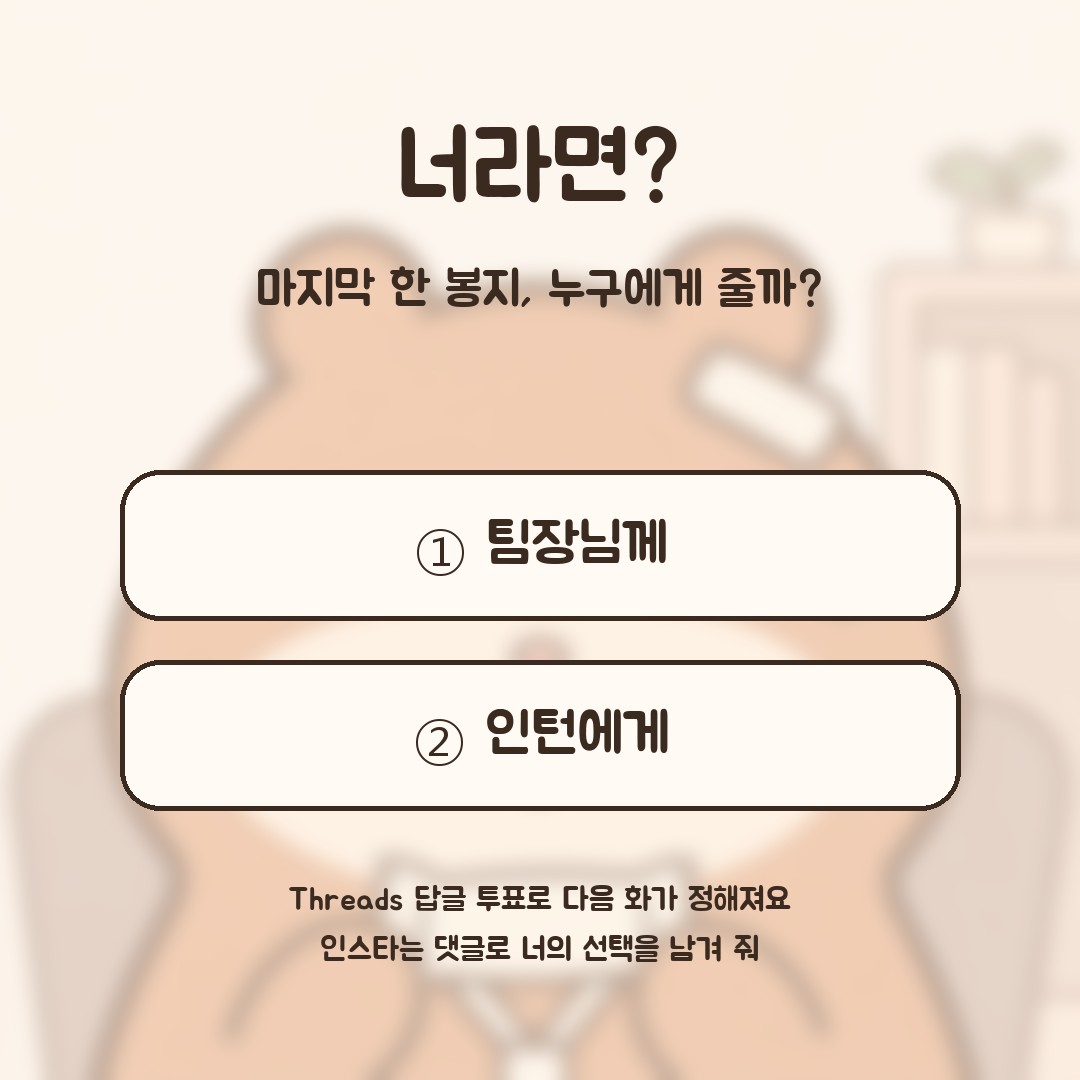 너라면?
마지막 한 봉지, 누구에게 줄까?
① 팀장님께
② 인턴에게
Threads 답글 투표로 다음 화가 정해져요
인스타는 댓글로 너의 선택을 남겨 줘